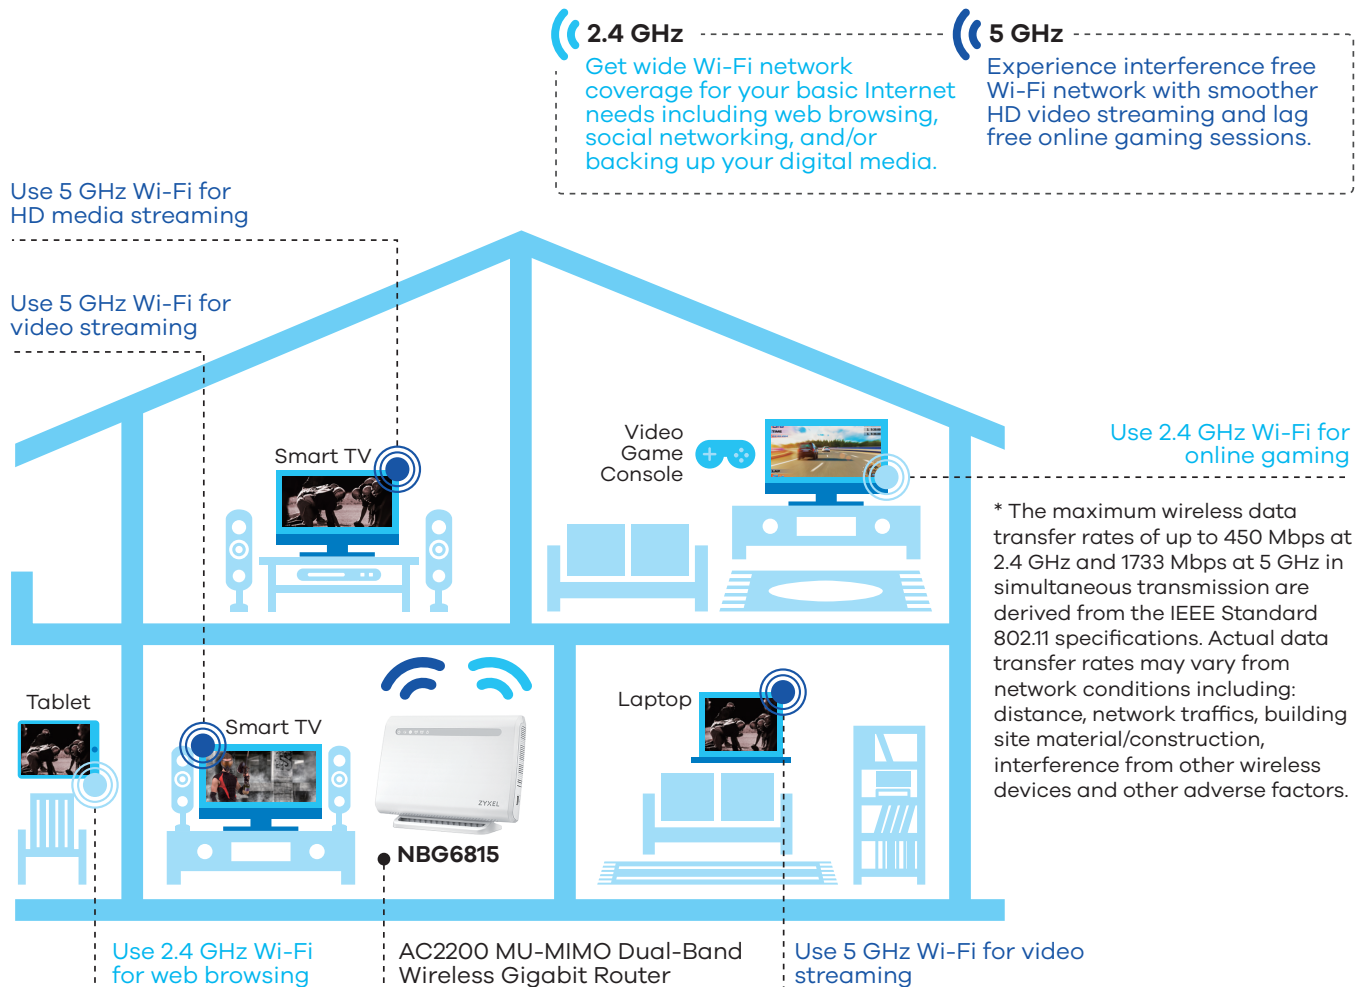 2.4 GHz
Get wide Wi-Fi network
coverage for your basic Internet
needs including web browsing,
social networking, and/or
backing up your digital media.
5 GHz
Experience interference free
Wi-Fi network with smoother
HD video streaming and lag
free online gaming sessions.
Use 5 GHz Wi-Fi for
HD media streaming
Use 5 GHz Wi-Fi for
video streaming
Smart TV
Video
Game
Console
Use 2.4 GHz Wi-Fi for
online gaming
* The maximum wireless data
transfer rates of up to 450 Mbps at
2.4 GHz and 1733 Mbps at 5 GHz in
simultaneous transmission are
derived from the IEEE Standard
802.11 specifications. Actual data
transfer rates may vary from
network conditions including:
distance, network traffics, building
site material/construction,
interference from other wireless
devices and other adverse factors.
Tablet
Smart TV
Laptop
ZYXEL
NBG6815
Use 2.4 GHz Wi-Fi
for web browsing
AC2200 MU-MIMO Dual-Band
Wireless Gigabit Router
Use 5 GHz Wi-Fi for video
streaming